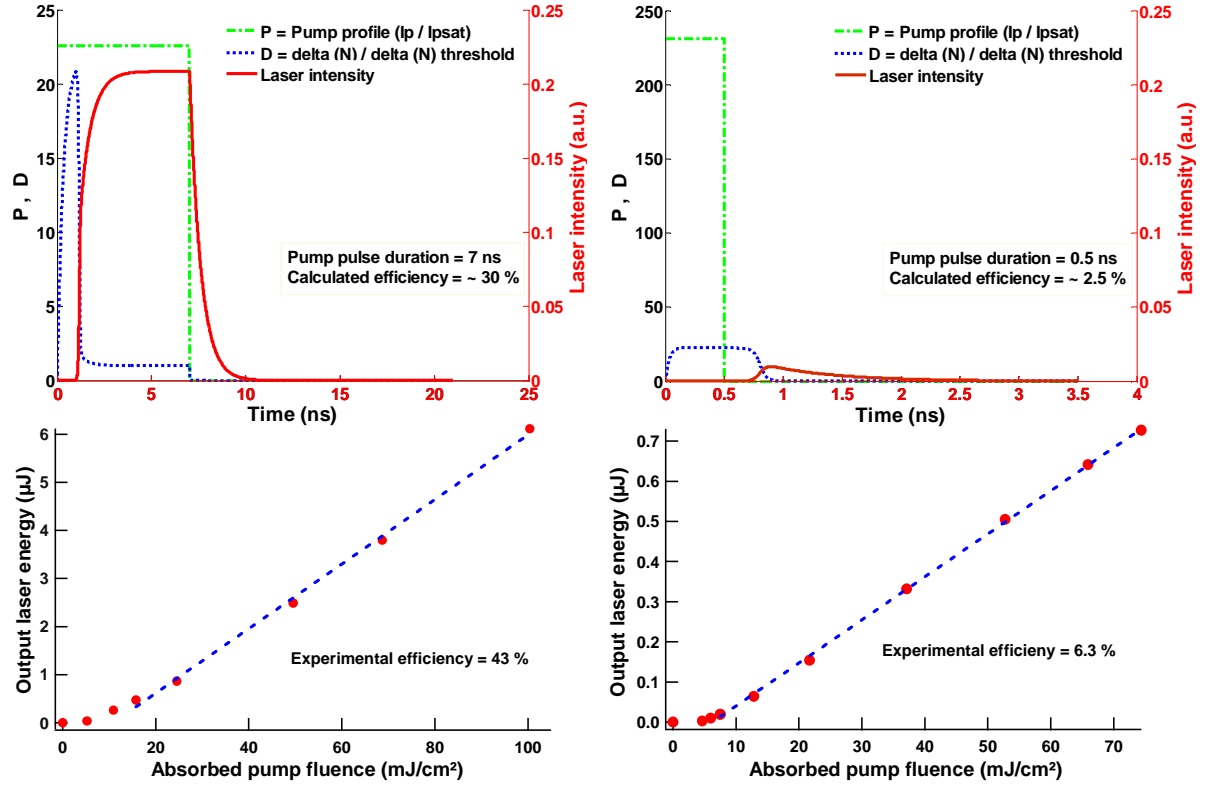 25
20
15
10
5
0
P , D
0.25
0.2
0.15
0.1
0.05
0
Laser intensity (a.u.)
P = Pump profile (Ip / Ipsat)
D = delta (N) / delta (N) threshold
Laser intensity
Pump pulse duration = 7 ns
Calculated efficiency = ~ 30 %
0 5 10 15 20 25
Time (ns)
250
200
150
100
50
0
P , D
0.25
0.2
0.15
0.1
0.05
0
Laser intensity (a.u.)
P = Pump profile (Ip / Ipsat)
D = delta (N) / delta (N) threshold
Laser intensity
Pump pulse duration = 0.5 ns
Calculated efficiency = ~ 2.5 %
0 0.5 1 1.5 2 2.5 3 3.5 4
Time (ns)
6
5
4
3
2
1
0
Output laser energy (µJ)
Experimental efficiency = 43 %
0 20 40 60 80 100
Absorbed pump fluence (mJ/cm²)
0.7
0.6
0.5
0.4
0.3
0.2
0.1
0.0
Output laser energy (µJ)
Experimental efficieny = 6.3 %
0 10 20 30 40 50 60 70
Absorbed pump fluence (mJ/cm²)